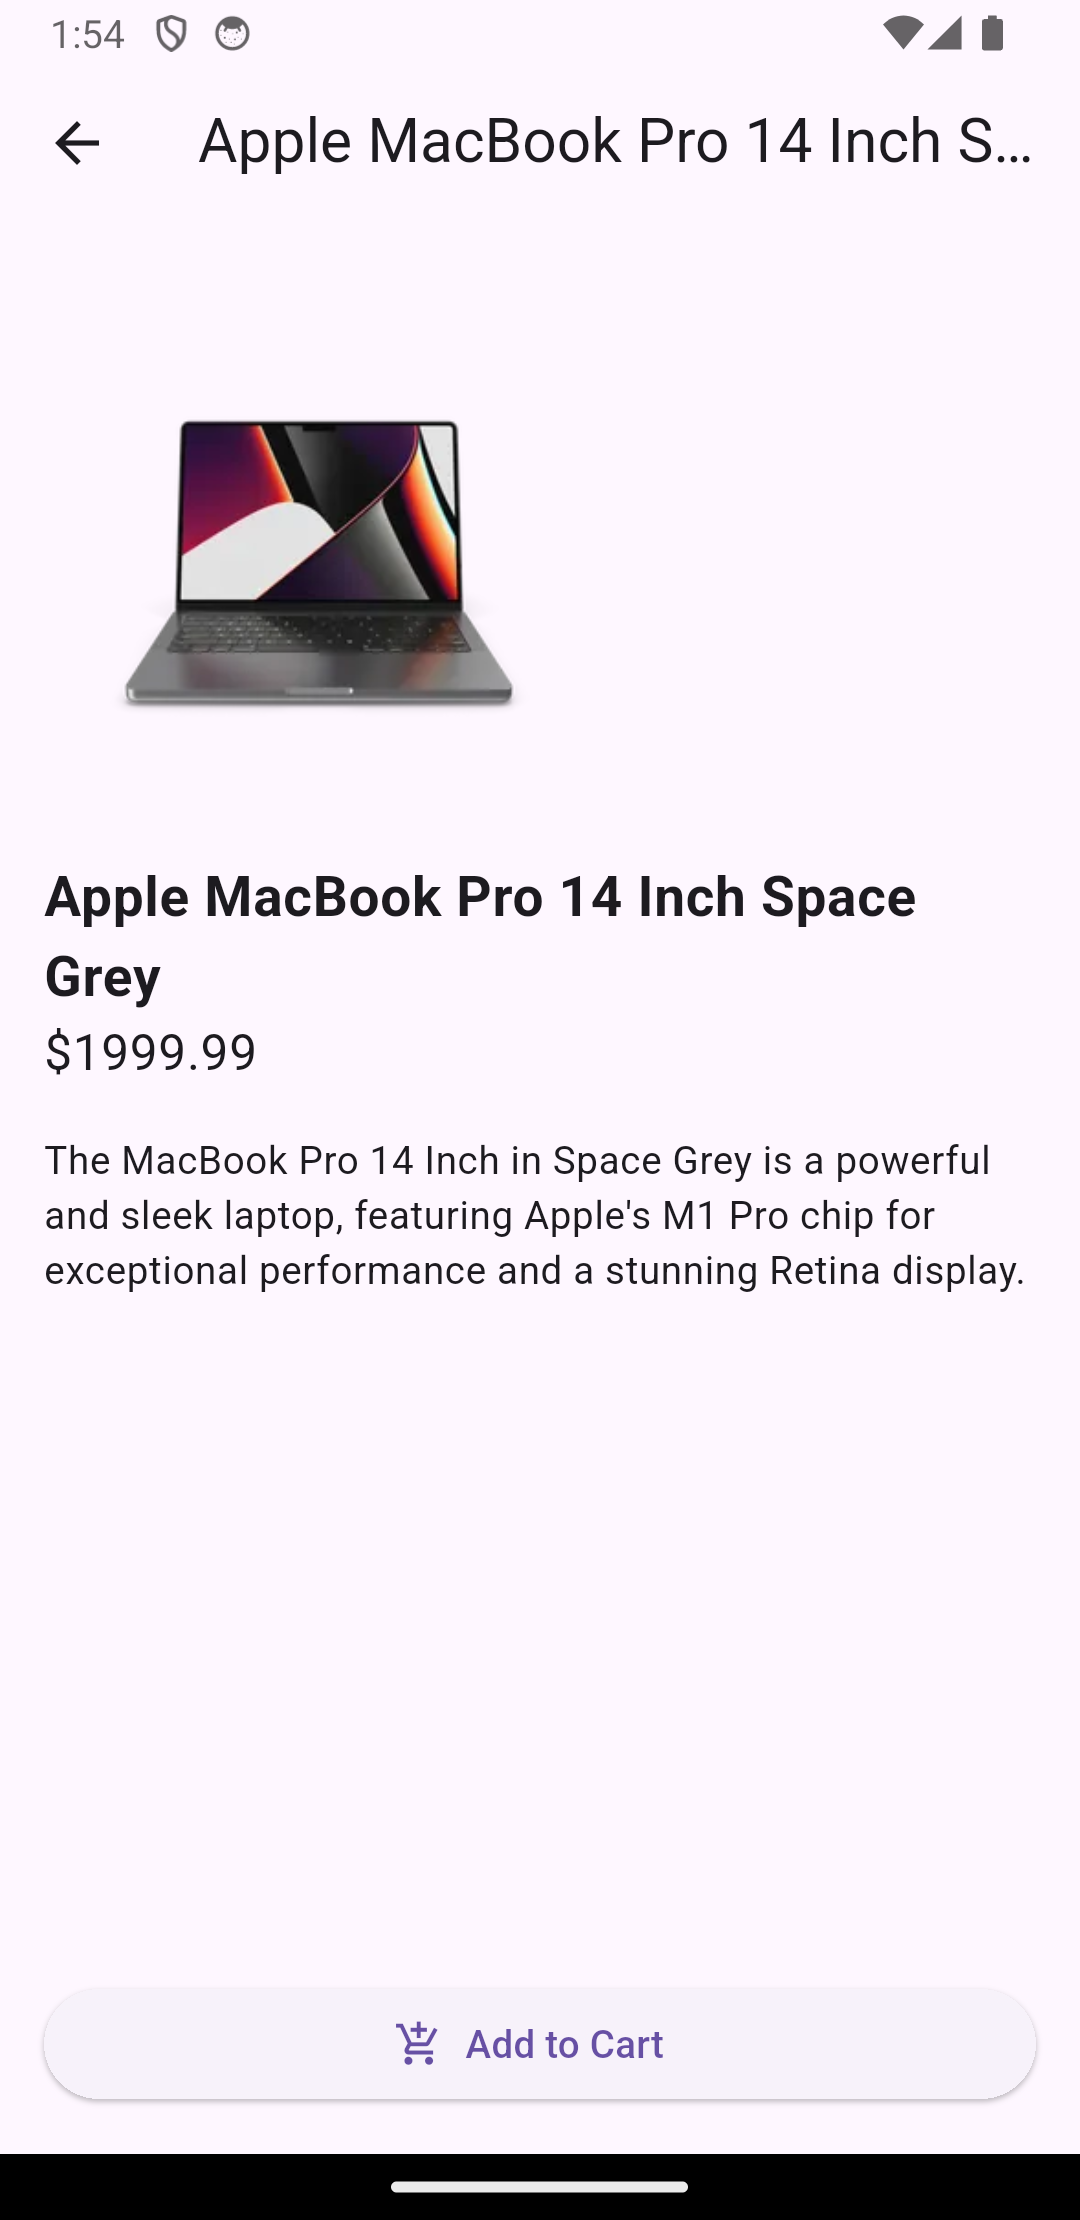 1:54
Apple MacBook Pro 14 Inch S...
Apple MacBook Pro 14 Inch Space
Grey
$1999.99
The MacBook Pro 14 Inch in Space Grey is a powerful
and sleek laptop, featuring Apple's M1 Pro chip for
exceptional performance and a stunning Retina display.
Add to Cart